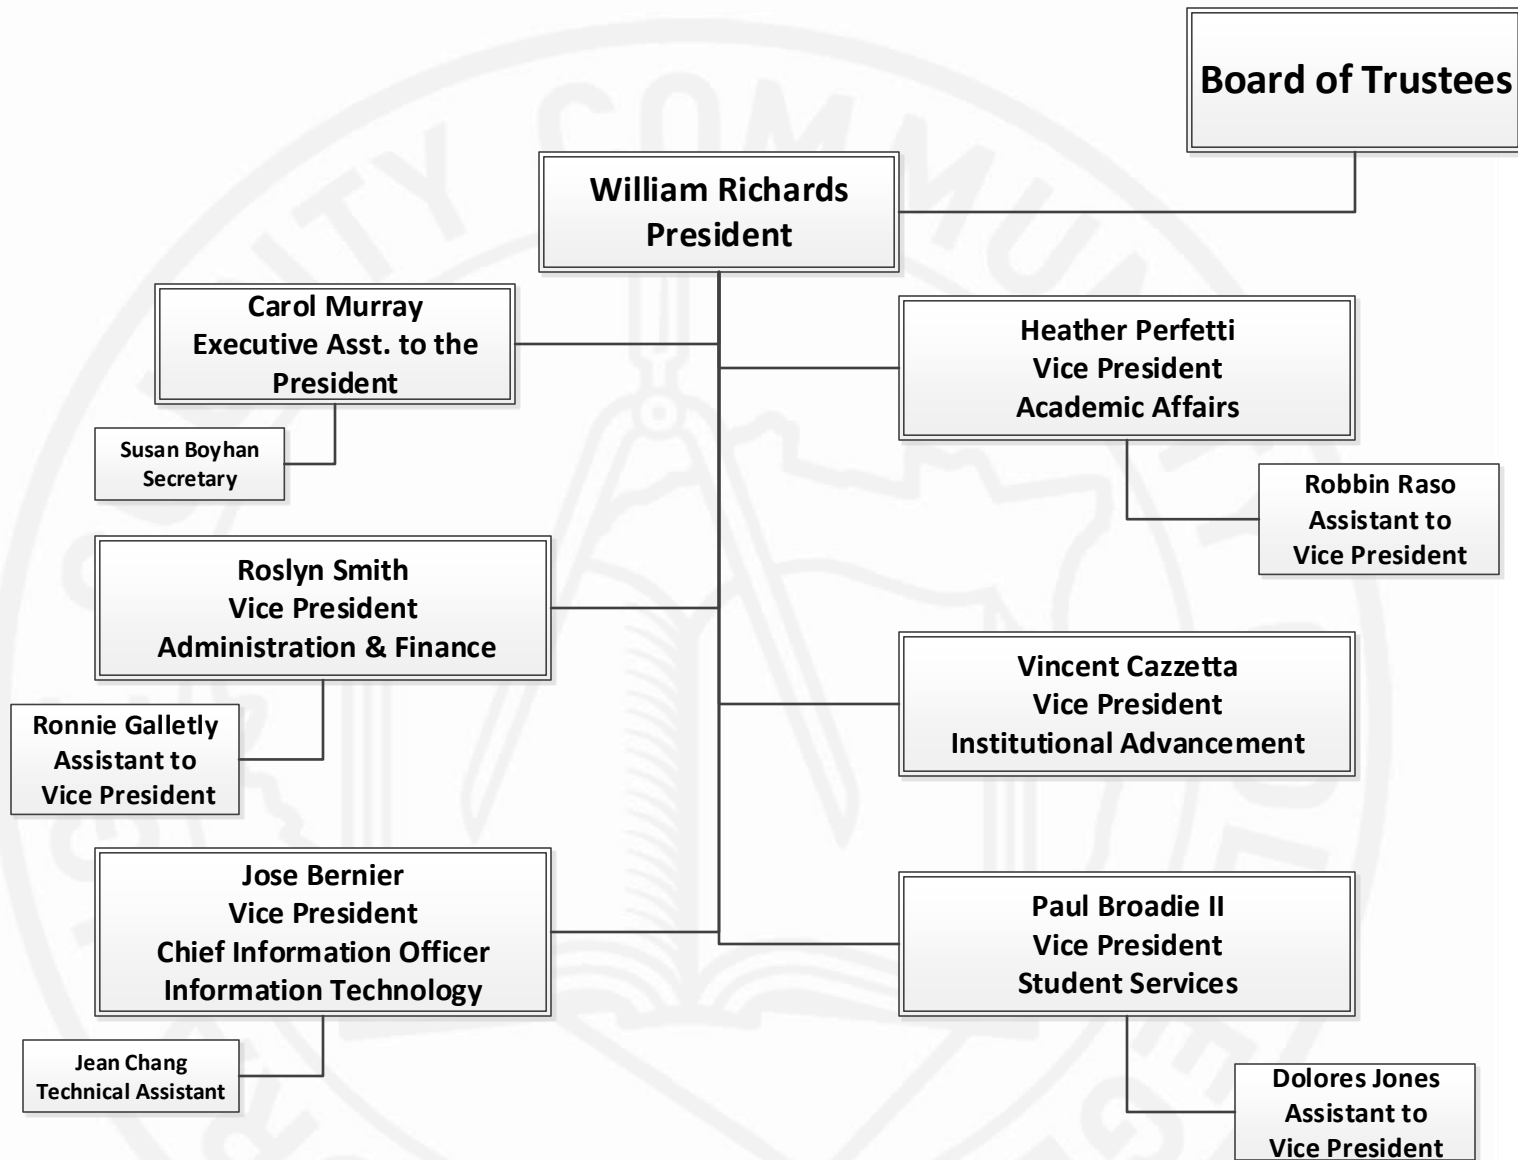 Board of Trustees
William Richards
President
Carol Murray
Executive Asst. to the
President
Heather Perfetti
Vice President
Academic Affairs
Susan Boyhan
Secretary
Robbin Raso
Assistant to
Vice President
Roslyn Smith
Vice President
Administration & Finance
Vincent Cazzetta
Vice President
Institutional Advancement
Ronnie Galletly
Assistant to
Vice President
Jose Bernier
Vice President
Chief Information Officer
Information Technology
Paul Broadie II
Vice President
Student Services
Jean Chang
Technical Assistant
Dolores Jones
Assistant to
Vice President